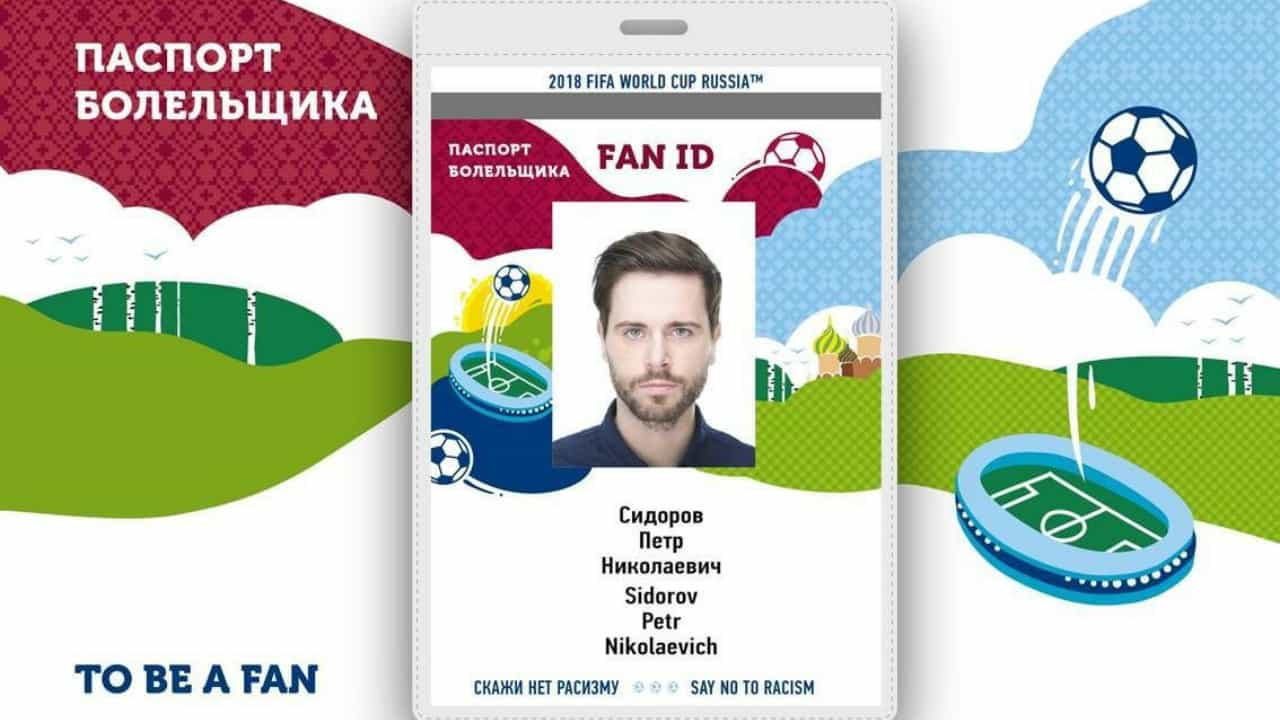 ПАСПОРТ
БОЛЕЛЬЩИКА
2018 FIFA WORLD CUP RUSSIA™
ПАСПОРТ
БОЛЕЛЬЩИКА
FAN ID
Сидоров
Петр
Николаевич
Sidorov
Petr
Nikolaevich
СКАЖИ НЕТ РАСИЗМУ SAY NO TO RACISM
TO BE A FAN